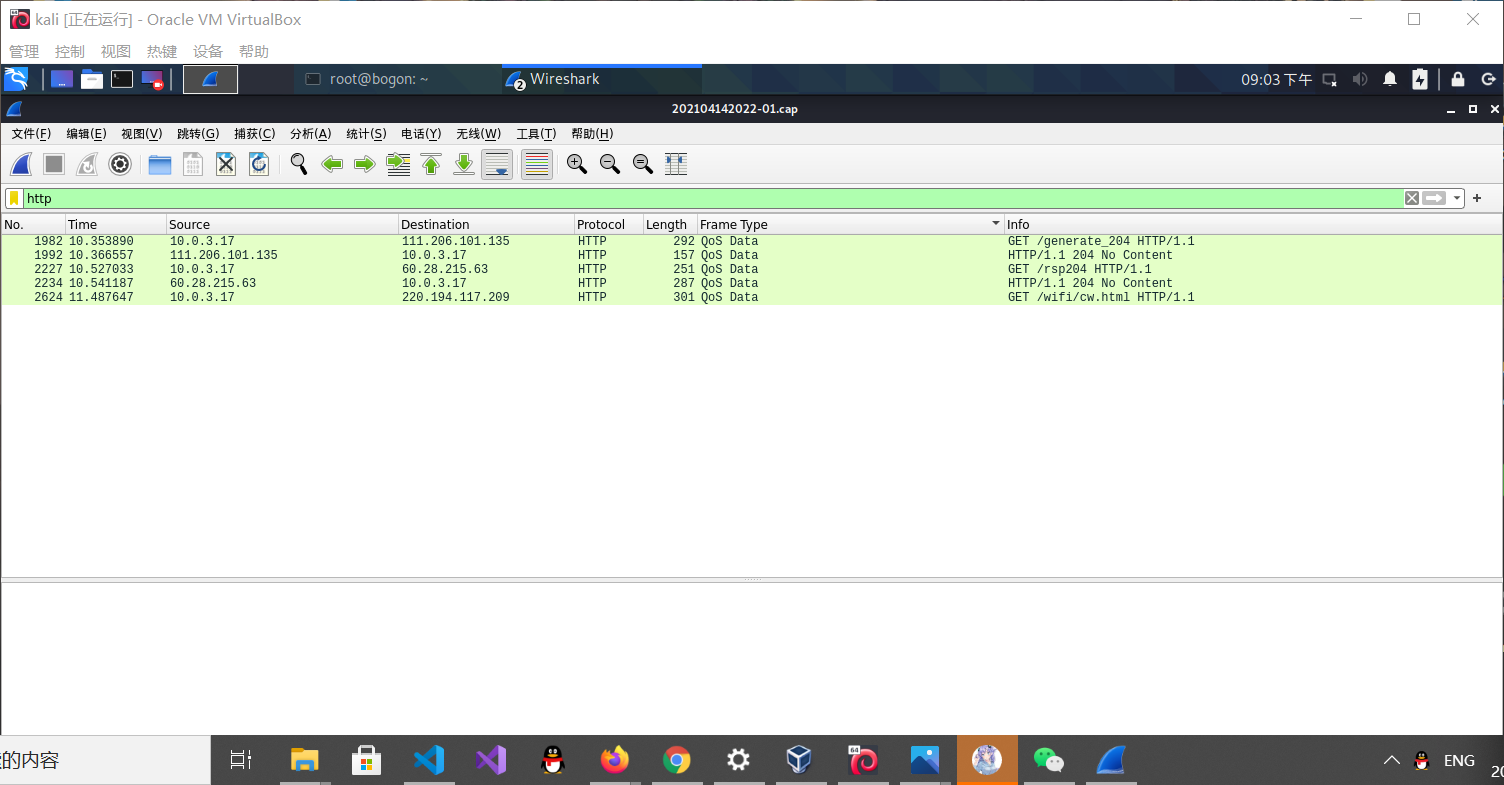 kali [正在运行] - Oracle VM VirtualBox
管理 控制 视图 热键 设备 帮助
root@bogon: ~ 2 Wireshark 09:03 下午
202104142022-01.cap
文件(F) 编辑(E) 视图(V) 跳转(G) 捕获(C) 分析(A) 统计(S) 电话(Y) 无线(W) 工具(T) 帮助(H)
http
No. Time Source Destination Protocol Length Frame Type Info
1982 10.353890 10.0.3.17 111.206.101.135 HTTP 292 QoS Data GET /generate_204 HTTP/1.1
1992 10.366557 111.206.101.135 10.0.3.17 HTTP 157 QoS Data HTTP/1.1 204 No Content
2227 10.527033 10.0.3.17 60.28.215.63 HTTP 251 QoS Data GET /rsp204 HTTP/1.1
2234 10.541187 60.28.215.63 10.0.3.17 HTTP 287 QoS Data HTTP/1.1 204 No Content
2624 11.487647 10.0.3.17 220.194.117.209 HTTP 301 QoS Data GET /wifi/cw.html HTTP/1.1
的内容 64 ENG
20